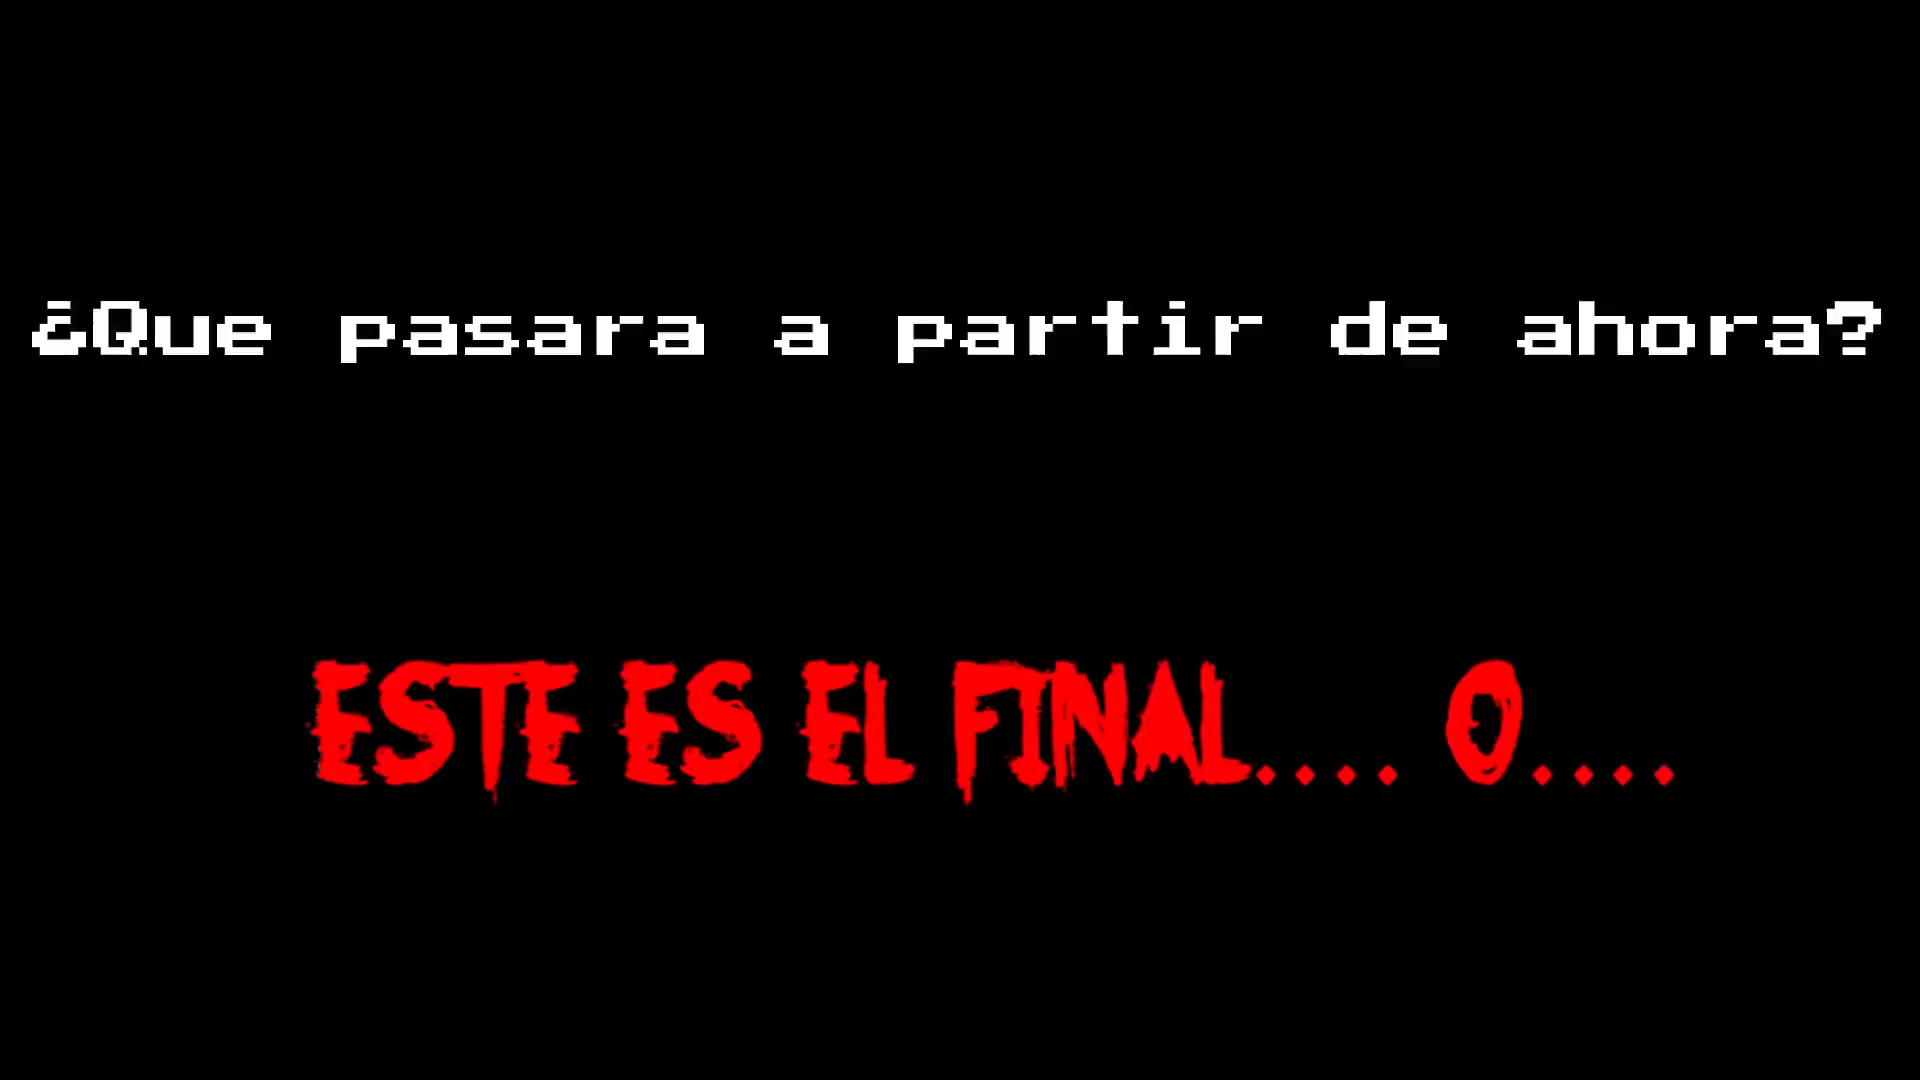 ¿Que pasara a partir de ahora?
ESTE ES EL FINAL.... O....